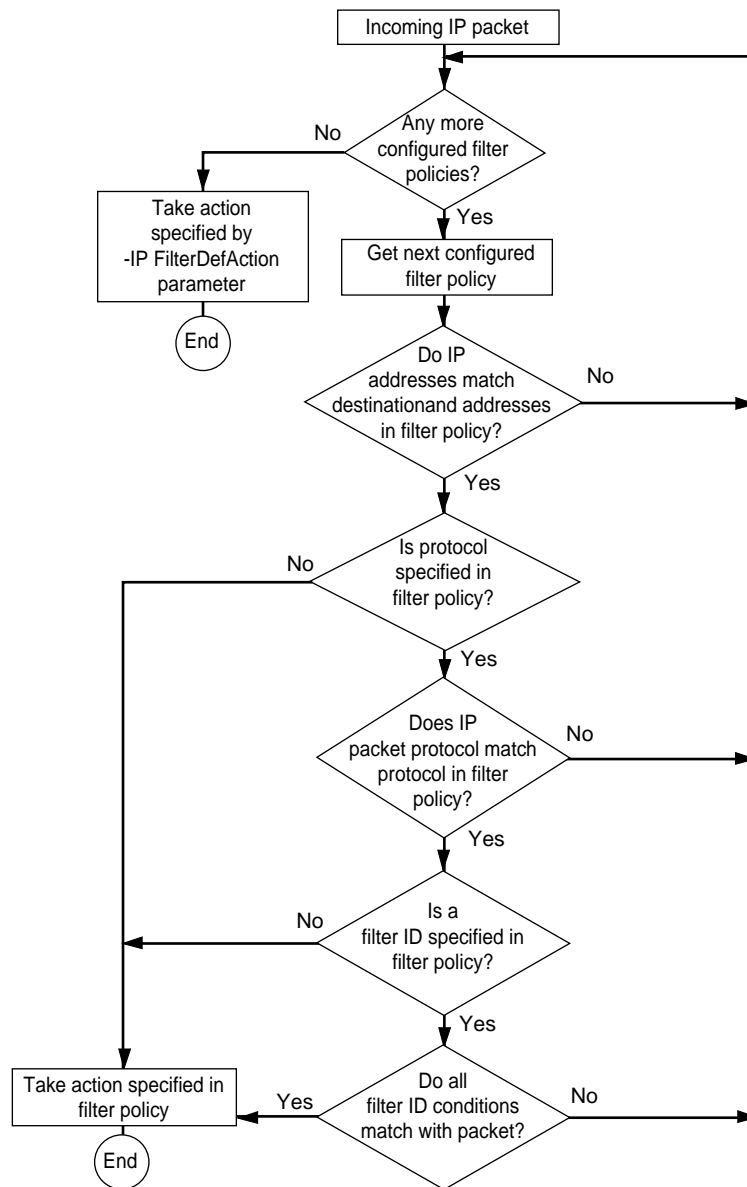 Incoming IP packet
No
Any more
configured filter
policies?
Yes
Take action
specified by
-IP FilterDefAction
parameter
Get next configured
filter policy
End
Do IP
addresses match
destinationand addresses
in filter policy?
No
Yes
No
Is protocol
specified in
filter policy?
Yes
Does IP
packet protocol match
protocol in filter
policy?
No
Yes
No
Is a
filter ID specified in
filter policy?
Yes
Take action specified in
filter policy
Yes
Do all
filter ID conditions
match with packet?
No
End